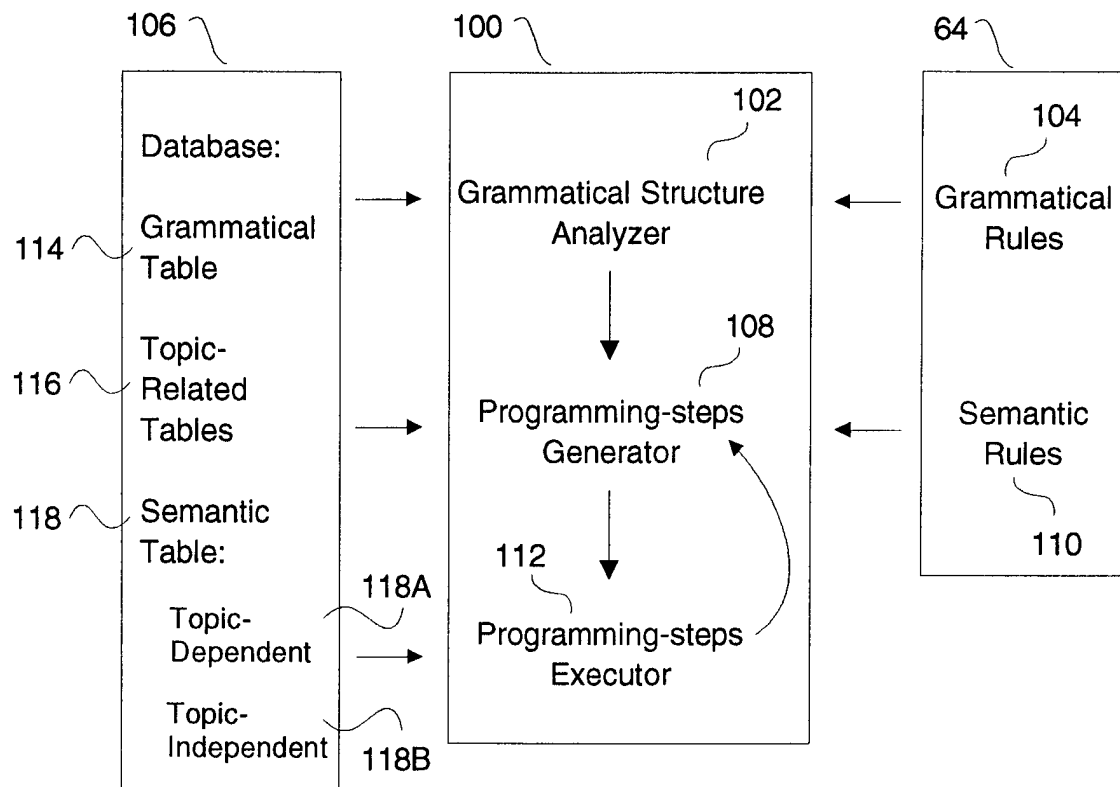 106
100
64
Database:
114
Grammatical
Table
116
Topic-
Related
Tables
118
Semantic
Table:
118A
Topic-
Dependent
Topic-
Independent
118B
102
Grammatical Structure
Analyzer
108
Programming-steps
Generator
112
Programming-steps
Executor
104
Grammatical
Rules
Semantic
Rules
110